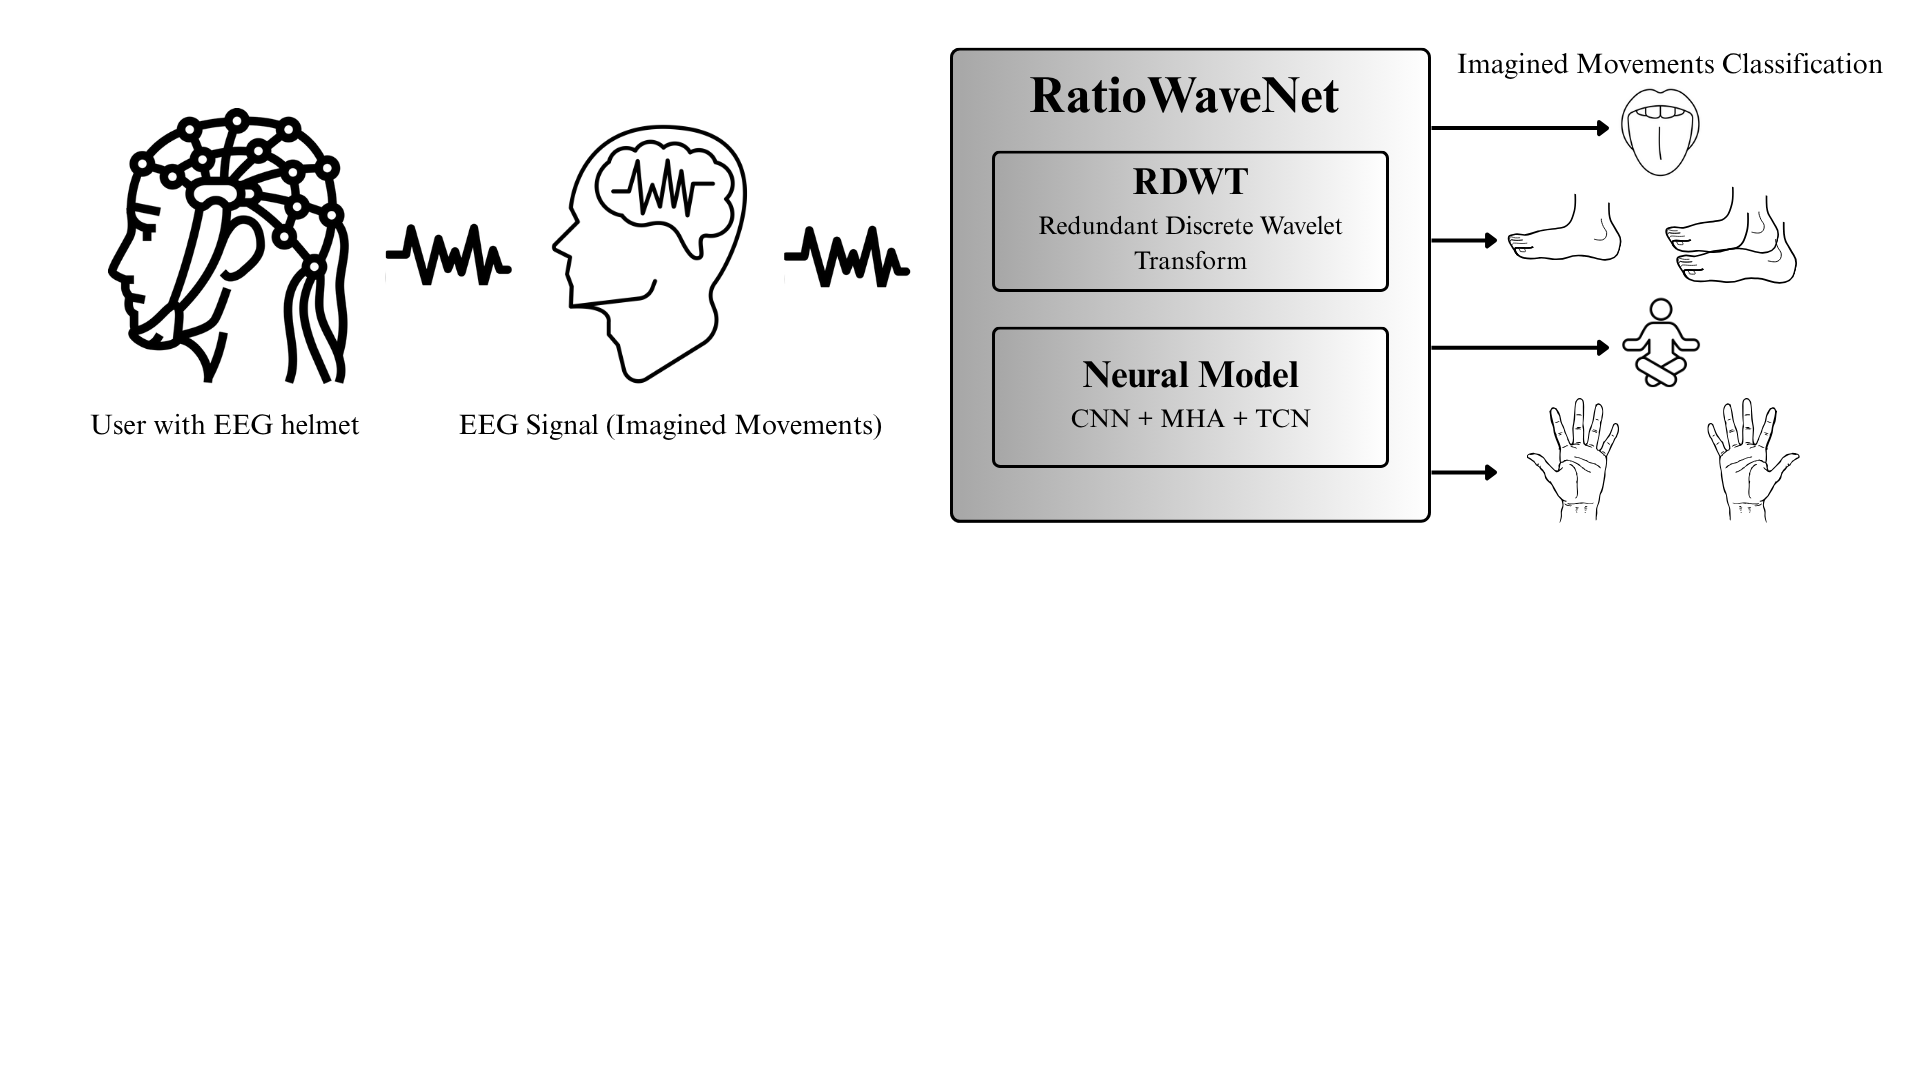 User with EEG helmet
EEG Signal (Imagined Movements)
RatioWaveNet
RDWT
Redundant Discrete Wavelet
Transform
Neural Model
CNN + MHA + TCN
Imagined Movements Classification